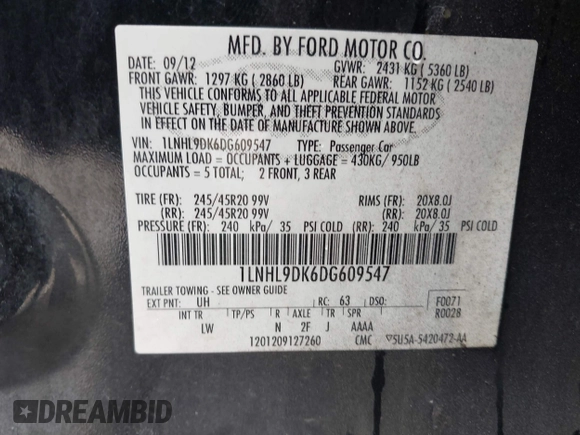 MFD. BY FORD MOTOR CO.
DATE: 09/12 GVWR: 2431 KG ( 5360 LB)
FRONT GAWR: 1297 KG ( 2860 LB) REAR GAWR: 1152 KG ( 2540 LB)
THIS VEHICLE CONFORMS TO ALL APPLICABLE FEDERAL MOTOR
VEHICLE SAFETY, BUMPER, AND THEFT PREVENTION STANDARDS
IN EFFECT ON THE DATE OF MANUFACTURE SHOWN ABOVE.
VIN: 1LNHL9DK6DG609547 TYPE: Passenger Car
MAXIMUM LOAD = OCCUPANTS + LUGGAGE = 430KG/ 950LB
OCCUPANTS = 5 TOTAL; 2 FRONT, 3 REAR
TIRE (FR): 245/45R20 99V RIMS (FR): 20X8.0J
(RR): 245/45R20 99V (RR): 20X8.0J
PRESSURE (FR): 240 kPa/ 35 PSI COLD (RR): 240 kPa/ 35 PSI COLD
1LNHL9DK6DG609547
TRAILER TOWING - SEE OWNER GUIDE
EXT PNT: UH RC: 63 DSO: F0071
INT TR TP/PS R AXLE TR SPR R0028
LW N 2F J AAAA
1201209127260 CMC 5U5A-5420472-AA
DREAMBID